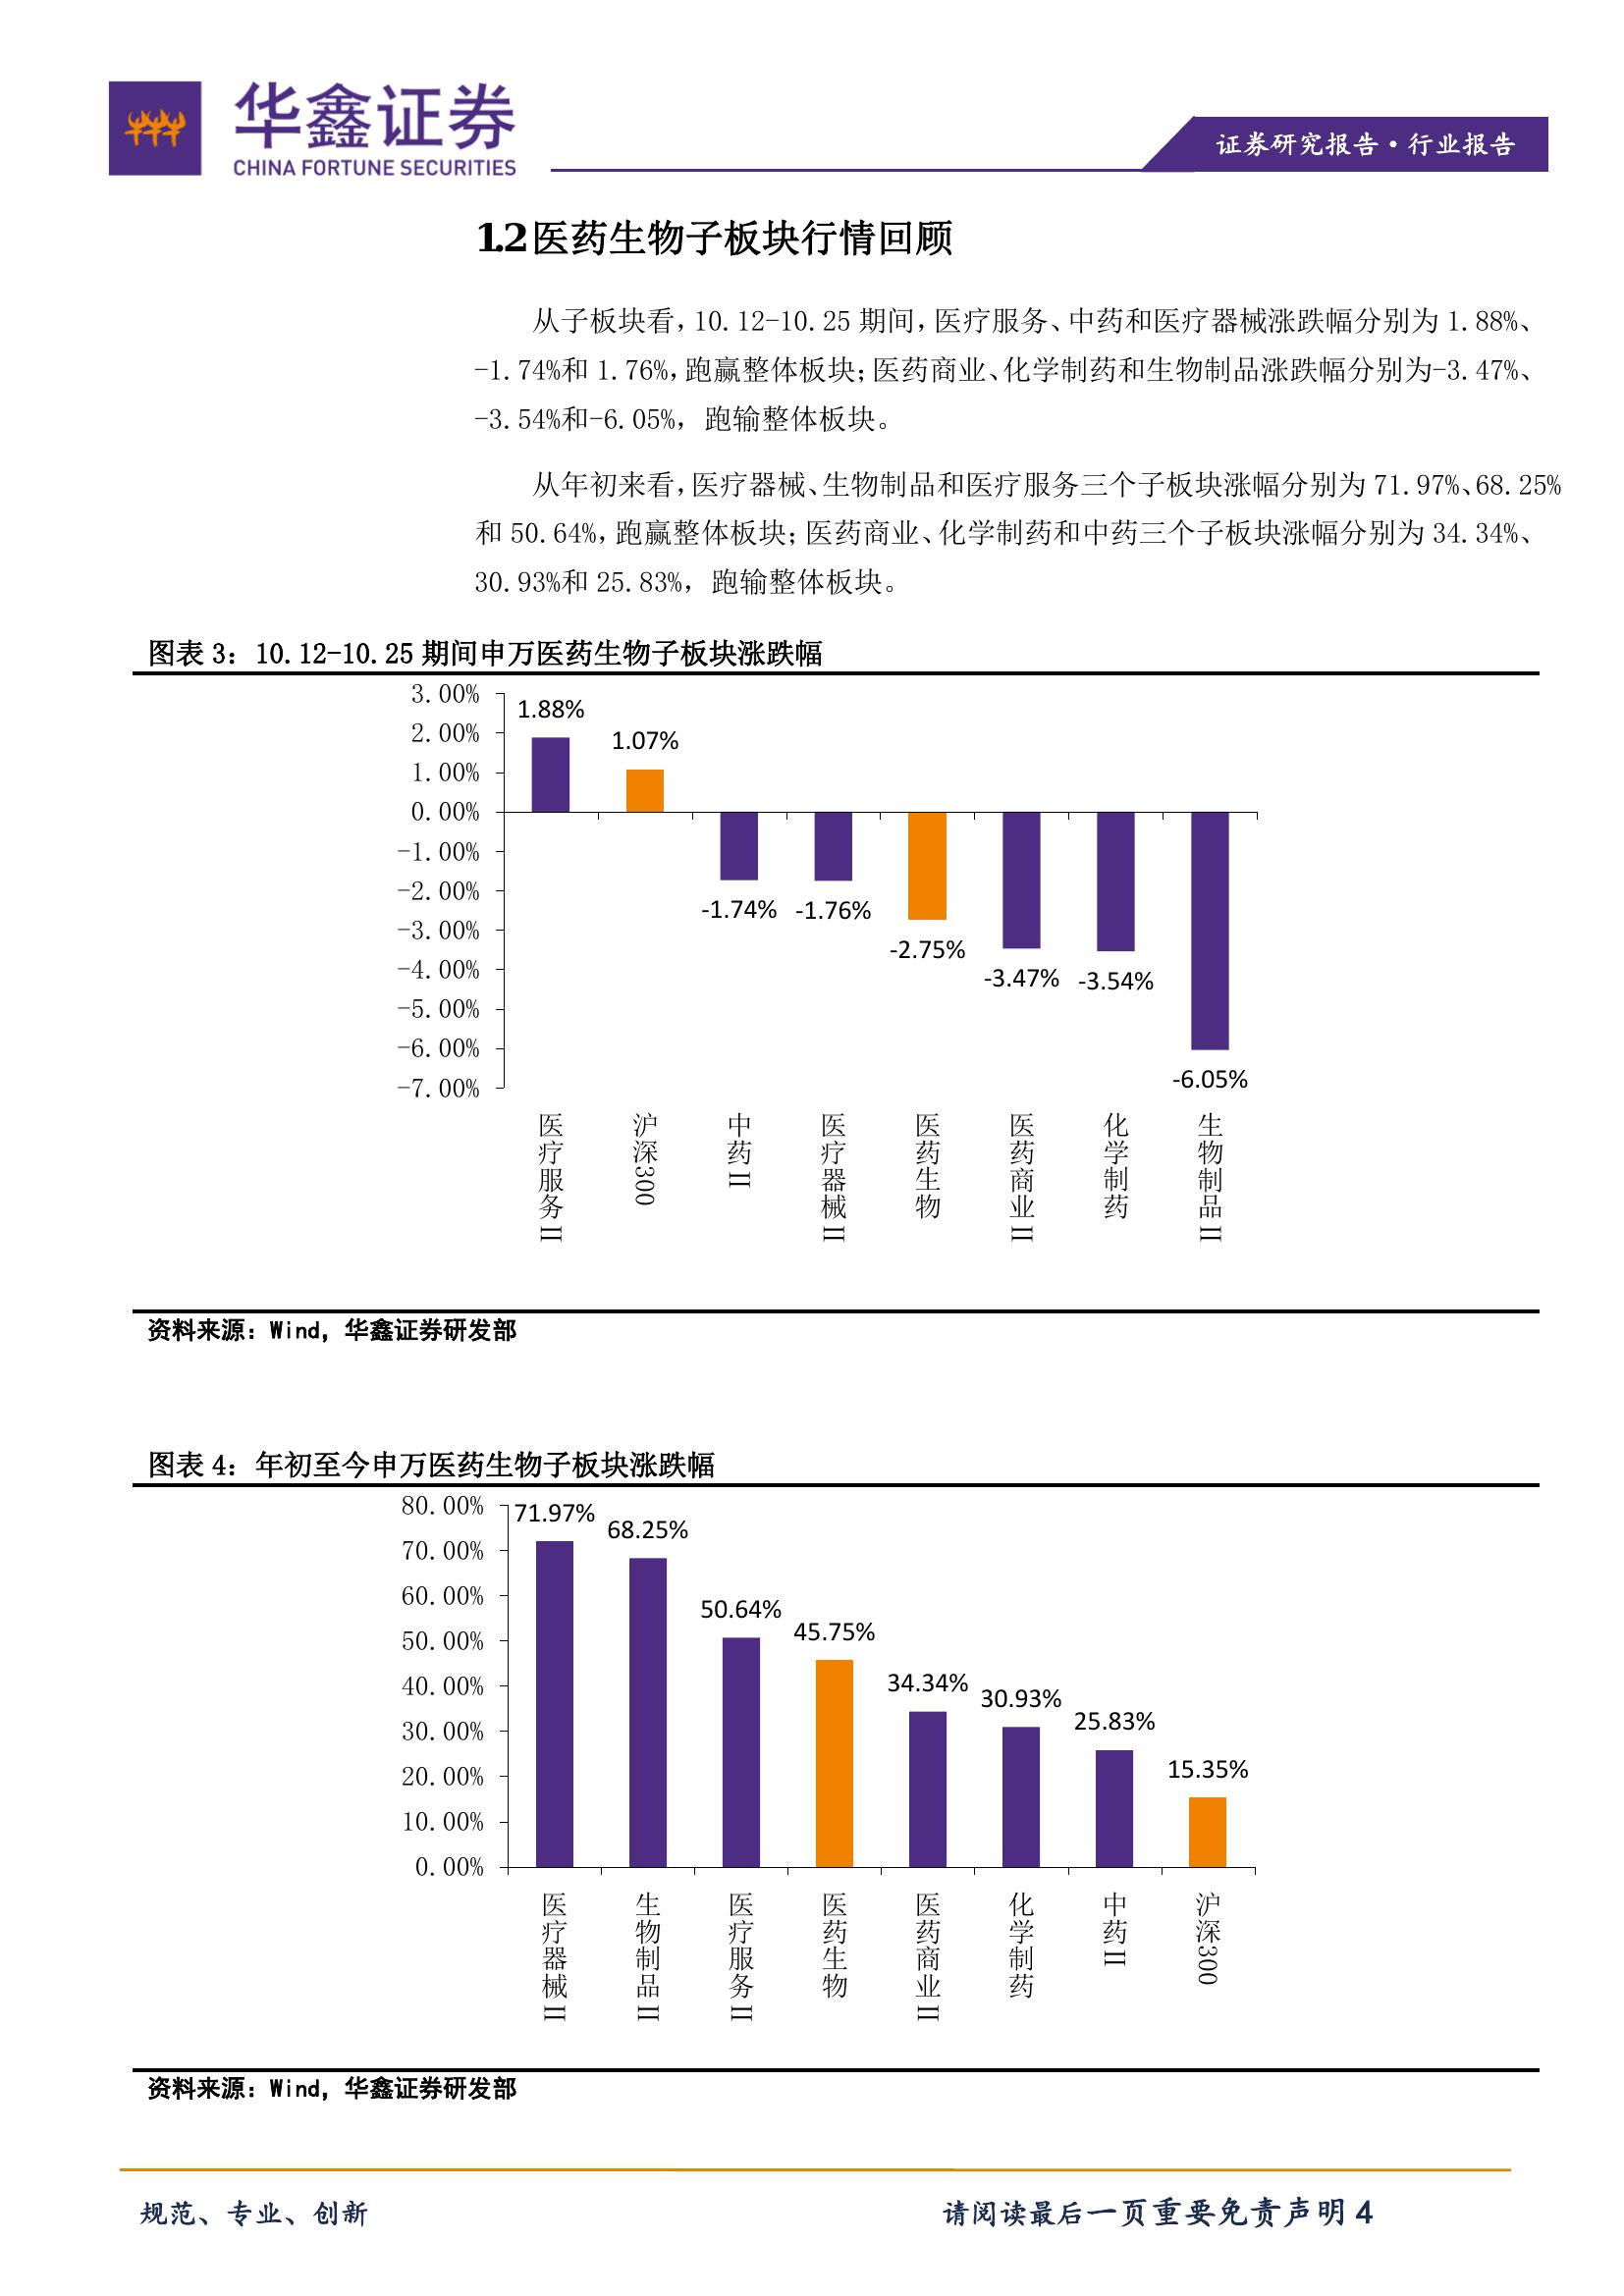 华鑫证券
CHINA FORTUNE SECURITIES
证券研究报告·行业报告
1.2医药生物子板块行情回顾
从子板块看，10.12-10.25 期间，医疗服务、中药和医疗器械涨跌幅分别为 1.88%、
-1.74%和 1.76%，跑赢整体板块；医药商业、化学制药和生物制品涨跌幅分别为-3.47%、
-3.54%和-6.05%，跑输整体板块。
从年初来看，医疗器械、生物制品和医疗服务三个子板块涨幅分别为 71.97%、68.25%
和 50.64%，跑赢整体板块；医药商业、化学制药和中药三个子板块涨幅分别为 34.34%、
30.93%和 25.83%，跑输整体板块。
图表 3：10.12-10.25 期间申万医药生物子板块涨跌幅
3.00%
2.00%
1.00%
0.00%
-1.00%
-2.00%
-3.00%
-4.00%
-5.00%
-6.00%
-7.00%
1.88%
1.07%
-1.74%
-1.76%
-2.75%
-3.47%
-3.54%
-6.05%
医疗服务Ⅱ
沪深300
中药Ⅱ
医疗器械Ⅱ
医药生物
医药商业Ⅱ
化学制药
生物制品Ⅱ
资料来源：Wind，华鑫证券研发部
图表 4：年初至今申万医药生物子板块涨跌幅
80.00%
70.00%
60.00%
50.00%
40.00%
30.00%
20.00%
10.00%
0.00%
71.97%
68.25%
50.64%
45.75%
34.34%
30.93%
25.83%
15.35%
医疗器械Ⅱ
生物制品Ⅱ
医疗服务Ⅱ
医药生物
医药商业Ⅱ
化学制药
中药Ⅱ
沪深300
资料来源：Wind，华鑫证券研发部
规范、专业、创新
请阅读最后一页重要免责声明 4